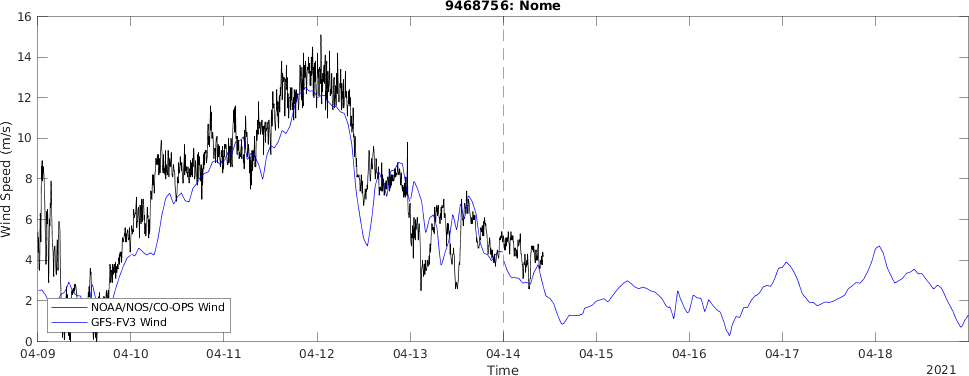 9468756: Nome
16
14
12
10
8
6
4
2
0
Wind Speed (m/s)
NOAA/NOS/CO-OPS Wind
GFS-FV3 Wind
04-09 04-10 04-11 04-12 04-13 04-14 04-15 04-16 04-17 04-18
Time
2021